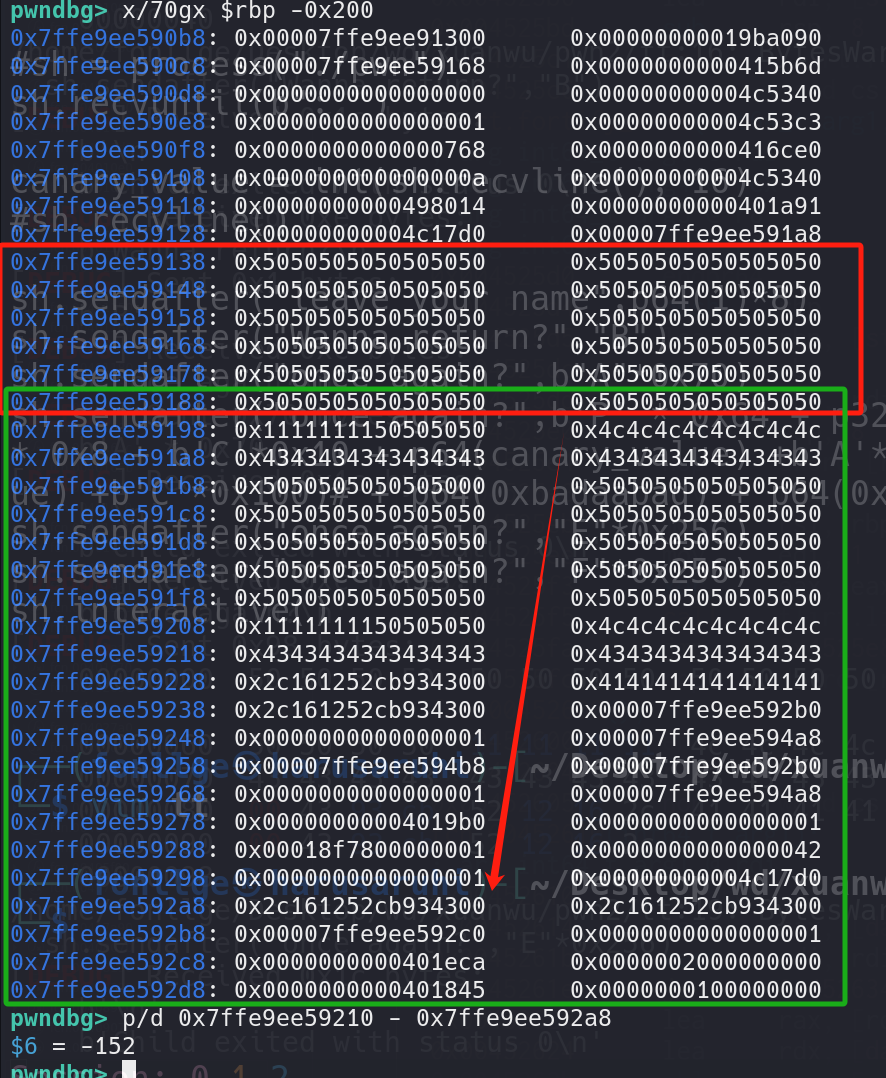 pwndbg> x/70gx $rbp -0x200
0x7ffe9ee590b8: 0x00007ffe9ee91300 0x00000000019ba090
0x7ffe9ee590c8: 0x00007ffe9ee59168 0x0000000000415b6d
0x7ffe9ee590d8: 0x0000000000000000 0x00000000004c5340
0x7ffe9ee590e8: 0x0000000000000001 0x00000000004c53c3
0x7ffe9ee590f8: 0x0000000000000768 0x0000000000416ce0
0x7ffe9ee59108: 0x000000000000000a 0x00000000004c5340
0x7ffe9ee59118: 0x0000000000498014 0x0000000000401a91
0x7ffe9ee59128: 0x00000000004c17d0 0x00007ffe9ee591a8
0x7ffe9ee59138: 0x5050505050505050 0x5050505050505050
0x7ffe9ee59148: 0x5050505050505050 0x5050505050505050
0x7ffe9ee59158: 0x5050505050505050 0x5050505050505050
0x7ffe9ee59168: 0x5050505050505050 0x5050505050505050
0x7ffe9ee59178: 0x5050505050505050 0x5050505050505050
0x7ffe9ee59188: 0x5050505050505050 0x5050505050505050
0x7ffe9ee59198: 0x1111111150505050 0x4c4c4c4c4c4c4c4c
0x7ffe9ee591a8: 0x4343434343434343 0x4343434343434343
0x7ffe9ee591b8: 0x5050505050505000 0x5050505050505050
0x7ffe9ee591c8: 0x5050505050505050 0x5050505050505050
0x7ffe9ee591d8: 0x5050505050505050 0x5050505050505050
0x7ffe9ee591e8: 0x5050505050505050 0x5050505050505050
0x7ffe9ee591f8: 0x5050505050505050 0x5050505050505050
0x7ffe9ee59208: 0x1111111150505050 0x4c4c4c4c4c4c4c4c
0x7ffe9ee59218: 0x4343434343434343 0x4343434343434343
0x7ffe9ee59228: 0x2c161252cb934300 0x4141414141414141
0x7ffe9ee59238: 0x2c161252cb934300 0x00007ffe9ee592b0
0x7ffe9ee59248: 0x0000000000000001 0x00007ffe9ee594a8
0x7ffe9ee59258: 0x00007ffe9ee594b8 0x00007ffe9ee592b0
0x7ffe9ee59268: 0x0000000000000001 0x00007ffe9ee594a8
0x7ffe9ee59278: 0x00000000004019b0 0x0000000000000001
0x7ffe9ee59288: 0x00018f7800000001 0x0000000000000042
0x7ffe9ee59298: 0x0000000000000001 0x00000000004c17d0
0x7ffe9ee592a8: 0x2c161252cb934300 0x2c161252cb934300
0x7ffe9ee592b8: 0x00007ffe9ee592c0 0x0000000000000001
0x7ffe9ee592c8: 0x0000000000401eca 0x0000002000000000
0x7ffe9ee592d8: 0x0000000000401845 0x0000000100000000
pwndbg> p/d 0x7ffe9ee59210 - 0x7ffe9ee592a8
$6 = -152
pwndbg>